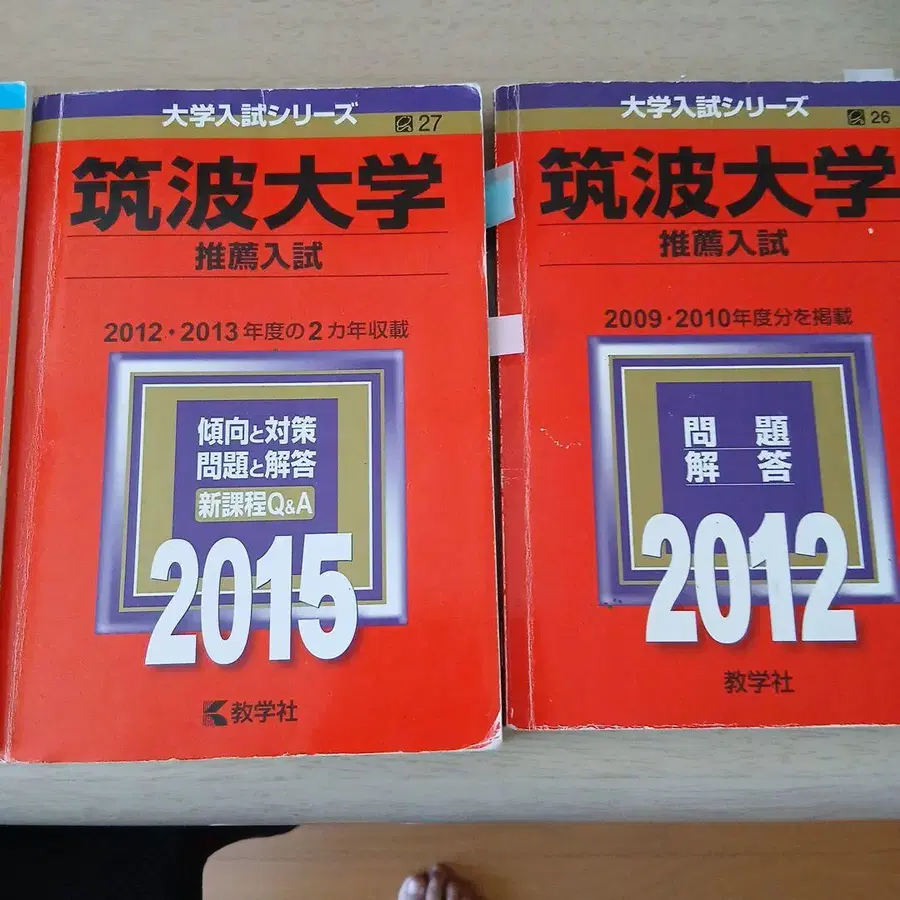 大学入試シリーズ
27
筑波大学
推薦入試
2012・2013年度の2カ年収載
傾向と対策
問題と解答
新課程Q&A
2015
教学社
大学入試シリーズ
26
筑波大学
推薦入試
2009・2010年度分を掲載
問題
解答
2012
教学社